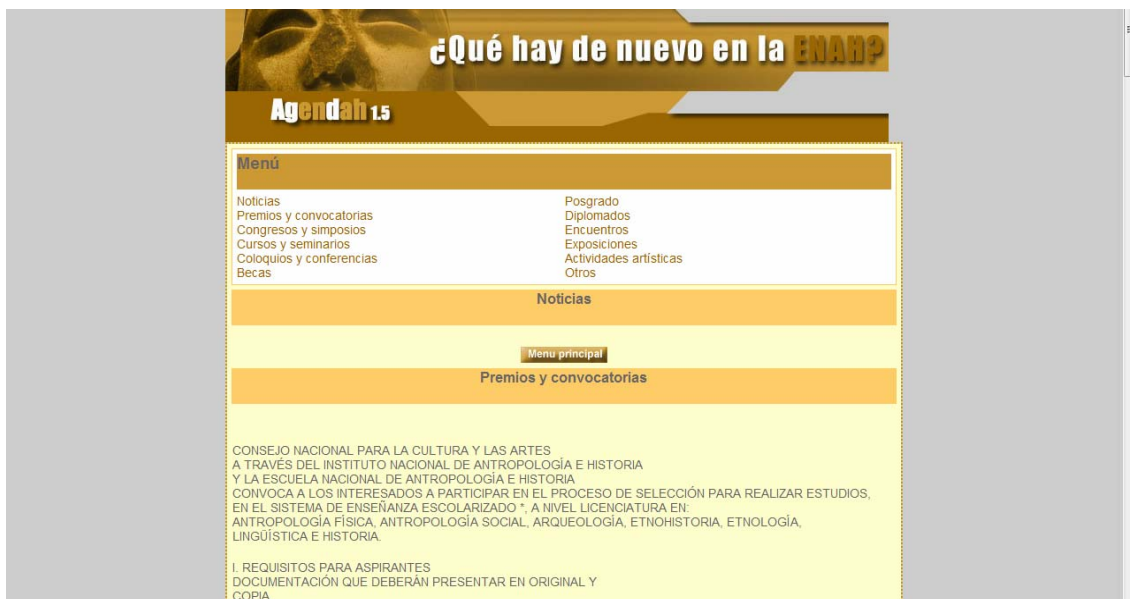 ¿Qué hay de nuevo en la ENAH?
Agendah 1.5
Menú
Noticias
Premios y convocatorias
Congresos y simposios
Cursos y seminarios
Coloquios y conferencias
Becas
Posgrado
Diplomados
Encuentros
Exposiciones
Actividades artísticas
Otros
Noticias
Menu principal
Premios y convocatorias
CONSEJO NACIONAL PARA LA CULTURA Y LAS ARTES
A TRAVÉS DEL INSTITUTO NACIONAL DE ANTROPOLOGÍA E HISTORIA
Y LA ESCUELA NACIONAL DE ANTROPOLOGÍA E HISTORIA
CONVOCA A LOS INTERESADOS A PARTICIPAR EN EL PROCESO DE SELECCIÓN PARA REALIZAR ESTUDIOS,
EN EL SISTEMA DE ENSEÑANZA ESCOLARIZADO *, A NIVEL LICENCIATURA EN:
ANTROPOLOGÍA FÍSICA, ANTROPOLOGÍA SOCIAL, ARQUEOLOGÍA, ETNOHISTORIA, ETNOLOGÍA,
LINGÜÍSTICA E HISTORIA.
I. REQUISITOS PARA ASPIRANTES
DOCUMENTACIÓN QUE DEBERÁN PRESENTAR EN ORIGINAL Y
COPIA